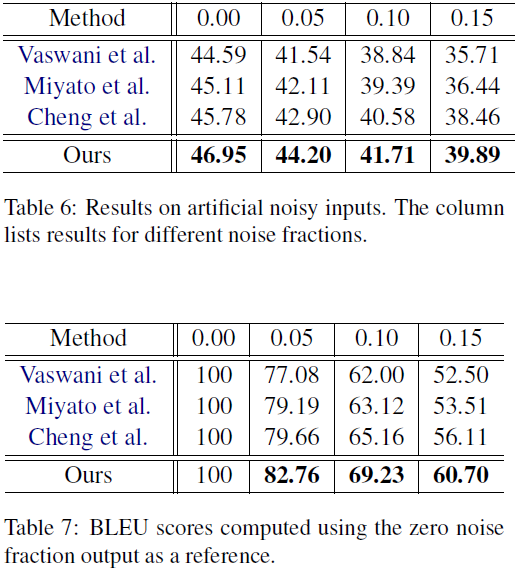 Method 0.00 0.05 0.10 0.15
Vaswani et al. 44.59 41.54 38.84 35.71
Miyato et al. 45.11 42.11 39.39 36.44
Cheng et al. 45.78 42.90 40.58 38.46
Ours 46.95 44.20 41.71 39.89
Table 6: Results on artificial noisy inputs. The column
lists results for different noise fractions.
Method 0.00 0.05 0.10 0.15
Vaswani et al. 100 77.08 62.00 52.50
Miyato et al. 100 79.19 63.12 53.51
Cheng et al. 100 79.66 65.16 56.11
Ours 100 82.76 69.23 60.70
Table 7: BLEU scores computed using the zero noise
fraction output as a reference.